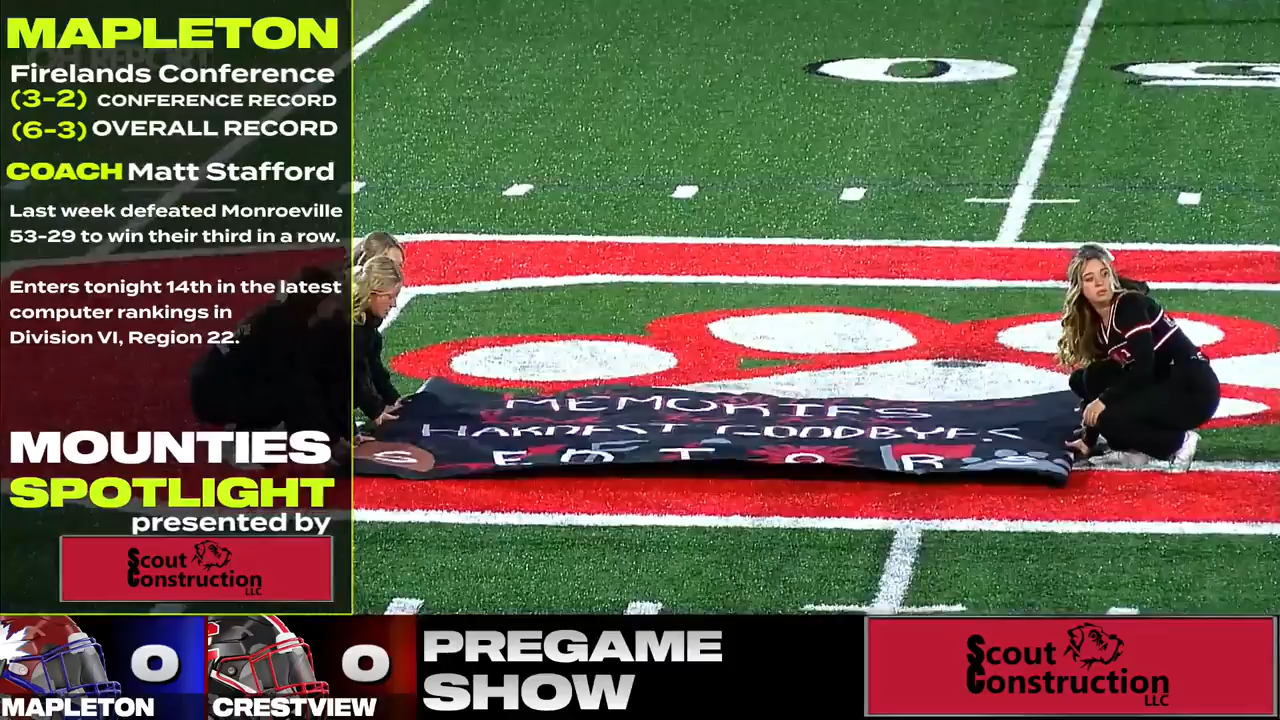 MAPLETON
Firelands Conference
(3-2) CONFERENCE RECORD
(6-3) OVERALL RECORD
COACH Matt Stafford
Last week defeated Monroeville
53-29 to win their third in a row.
Enters tonight 14th in the latest
computer rankings in
Division VI, Region 22.
MOUNTIES
SPOTLIGHT
presented by
Scout
Construction
LLC
0
MEMORIES
HARDEST GOODBYES
0
MAPLETON
0
CRESTVIEW
PREGAME
SHOW
Scout
Construction
LLC